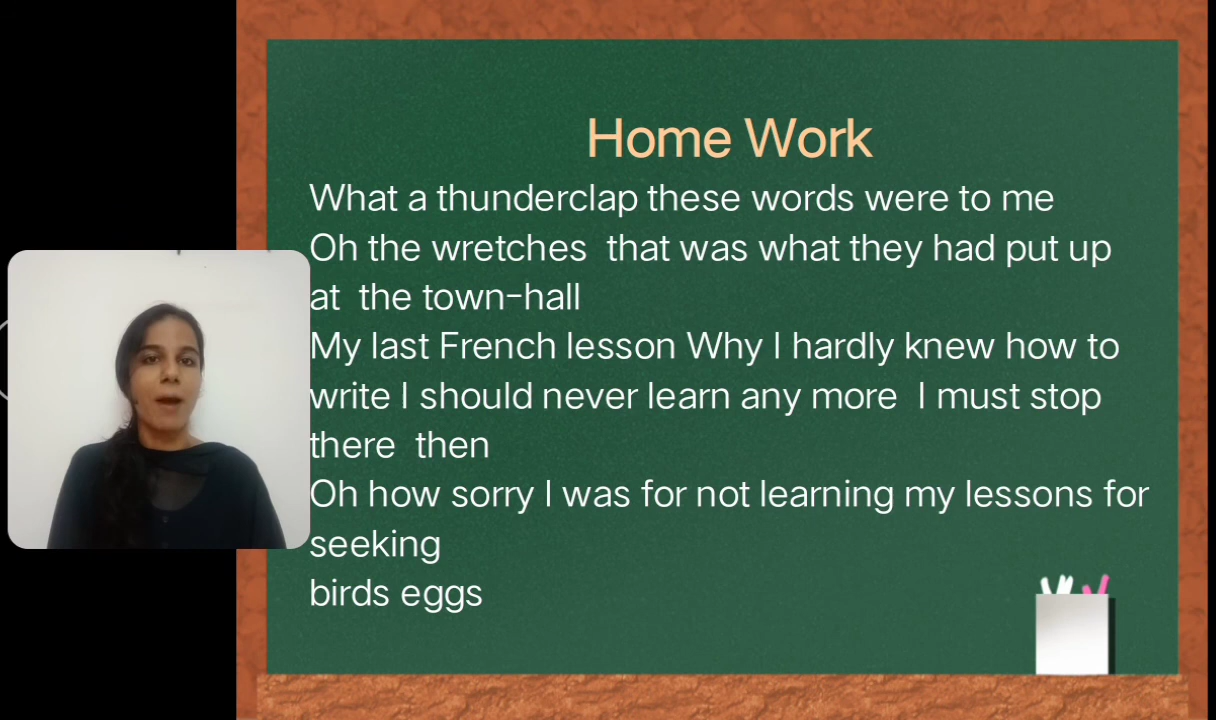 Home Work
What a thunderclap these words were to me
Oh the wretches that was what they had put up
at the town-hall
My last French lesson Why I hardly knew how to
write I should never learn any more I must stop
there then
Oh how sorry I was for not learning my lessons for
seeking
birds eggs